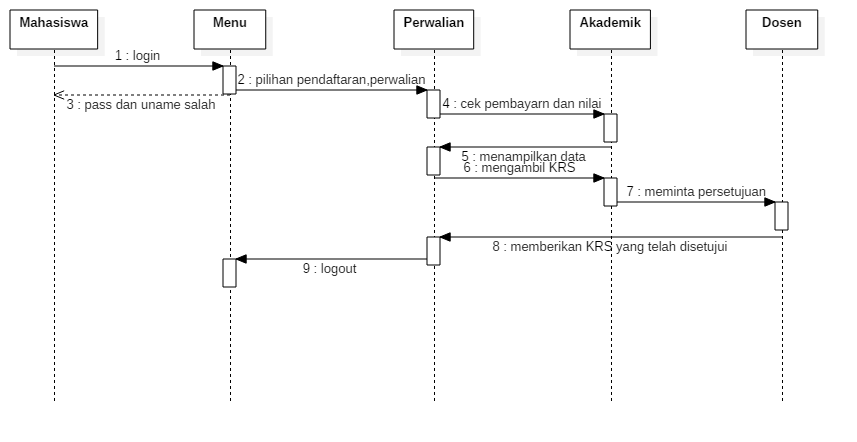 Mahasiswa
Menu
Perwalian
Akademik
Dosen
1 : login
2 : pilihan pendaftaran,perwalian
3 : pass dan uname salah
4 : cek pembayarn dan nilai
5 : menampilkan data
6 : mengambil KRS
7 : meminta persetujuan
8 : memberikan KRS yang telah disetujui
9 : logout